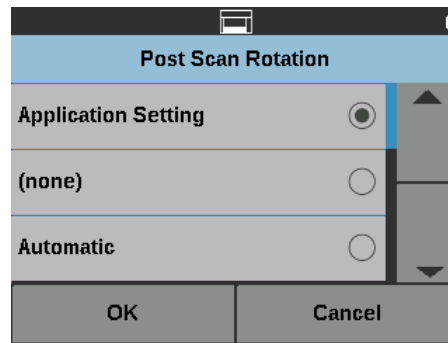 Post Scan Rotation
Application Setting
(none)
Automatic
OK
Cancel